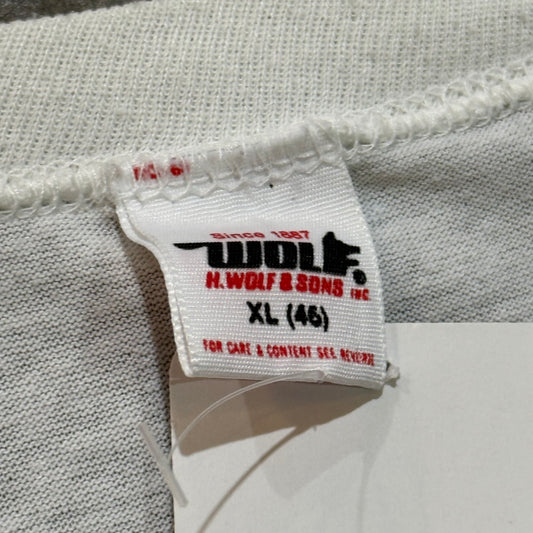 Since 1887
WOLF.
H. WOLF & SONS INC.
XL (46)
FOR CARE & CONTENT SEE REVERSE